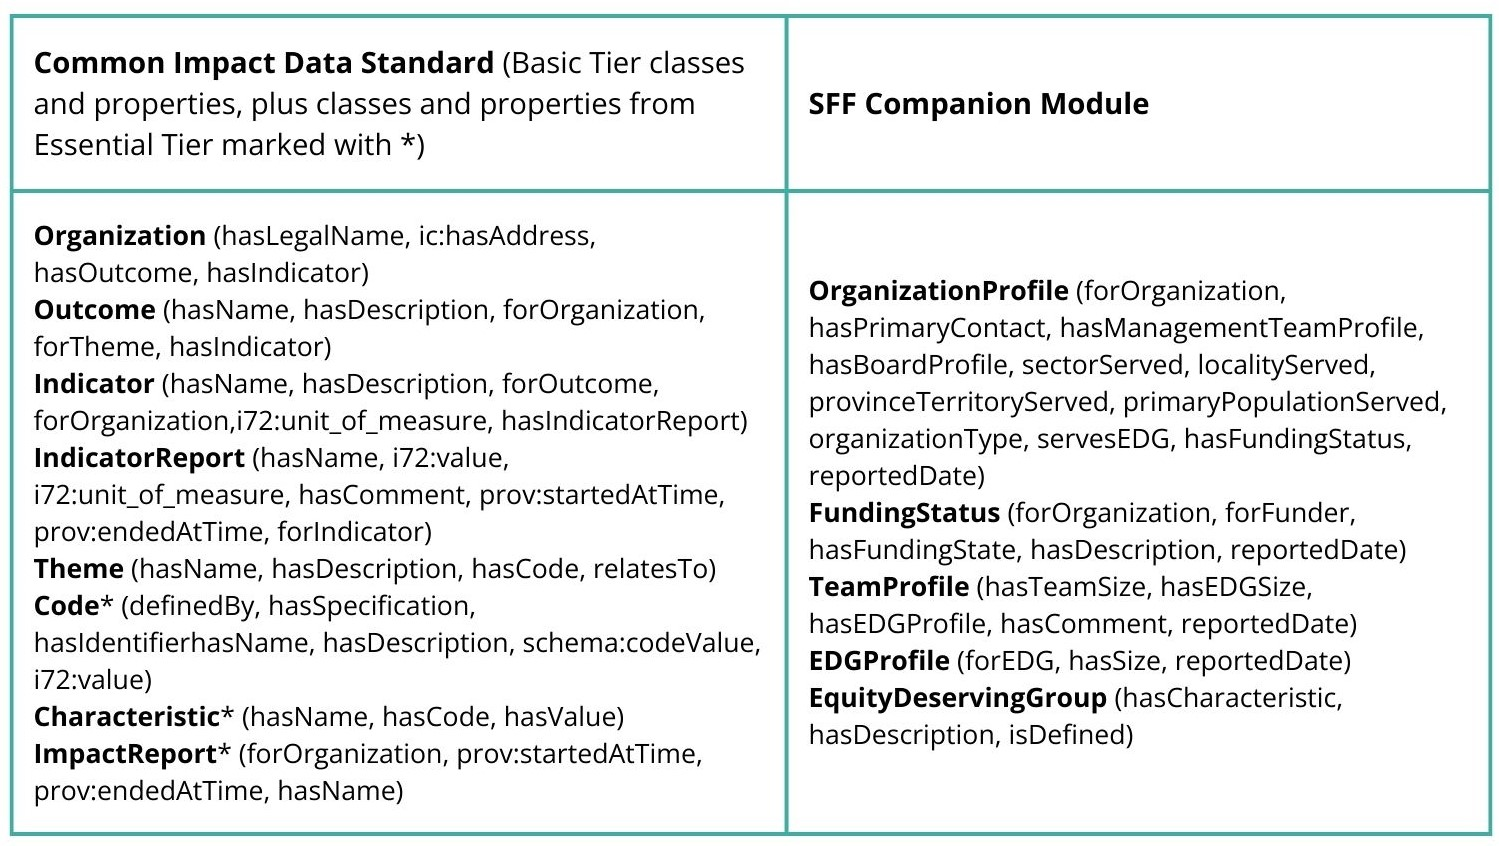 Common Impact Data Standard (Basic Tier classes
and properties, plus classes and properties from
Essential Tier marked with *)
SFF Companion Module
Organization (hasLegalName, ic:hasAddress,
hasOutcome, hasIndicator)
Outcome (hasName, hasDescription, forOrganization,
forTheme, hasIndicator)
Indicator (hasName, hasDescription, forOutcome,
forOrganization,i72:unit_of_measure, hasIndicatorReport)
IndicatorReport (hasName, i72:value,
i72:unit_of_measure, hasComment, prov:startedAtTime,
prov:endedAtTime, forIndicator)
Theme (hasName, hasDescription, hasCode, relatesTo)
Code* (definedBy, hasSpecification,
hasIdentifierhasName, hasDescription, schema:codeValue,
i72:value)
Characteristic* (hasName, hasCode, hasValue)
ImpactReport* (forOrganization, prov:startedAtTime,
prov:endedAtTime, hasName)
OrganizationProfile (forOrganization,
hasPrimaryContact, hasManagementTeamProfile,
hasBoardProfile, sectorServed, localityServed,
provinceTerritoryServed, primaryPopulationServed,
organizationType, servesEDG, hasFundingStatus,
reportedDate)
FundingStatus (forOrganization, forFunder,
hasFundingState, hasDescription, reportedDate)
TeamProfile (hasTeamSize, hasEDGSize,
hasEDGProfile, hasComment, reportedDate)
EDGProfile (forEDG, hasSize, reportedDate)
EquityDeservingGroup (hasCharacteristic,
hasDescription, isDefined)